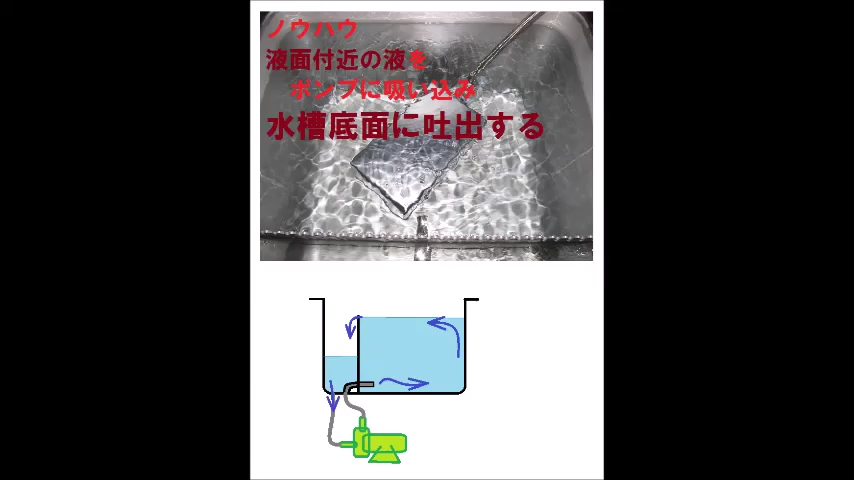 ノウハウ
液面付近の液を
ポンプに吸い込み
水槽底面に吐出する